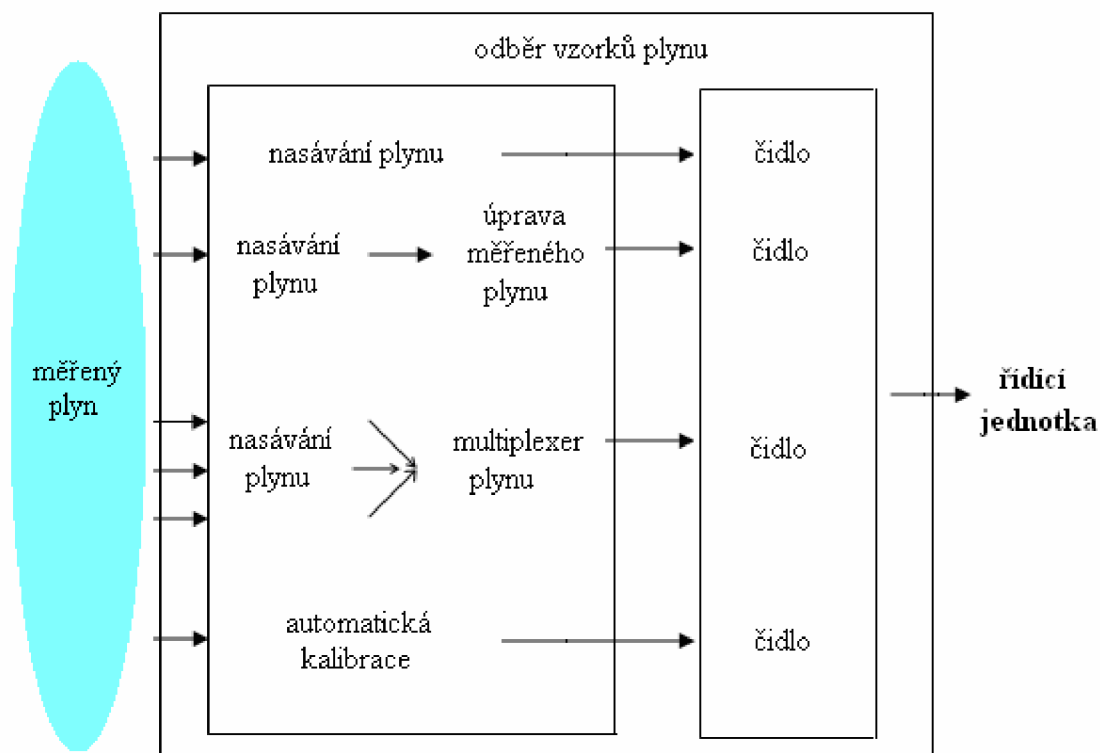 odběr vzorků plynu
nasávání plynu
čidlo
nasávání
plynu
úprava
měřeného
plynu
čidlo
měřený
plyn
nasávání
plynu
multiplexer
plynu
čidlo
řídící
jednotka
automatická
kalibrace
čidlo